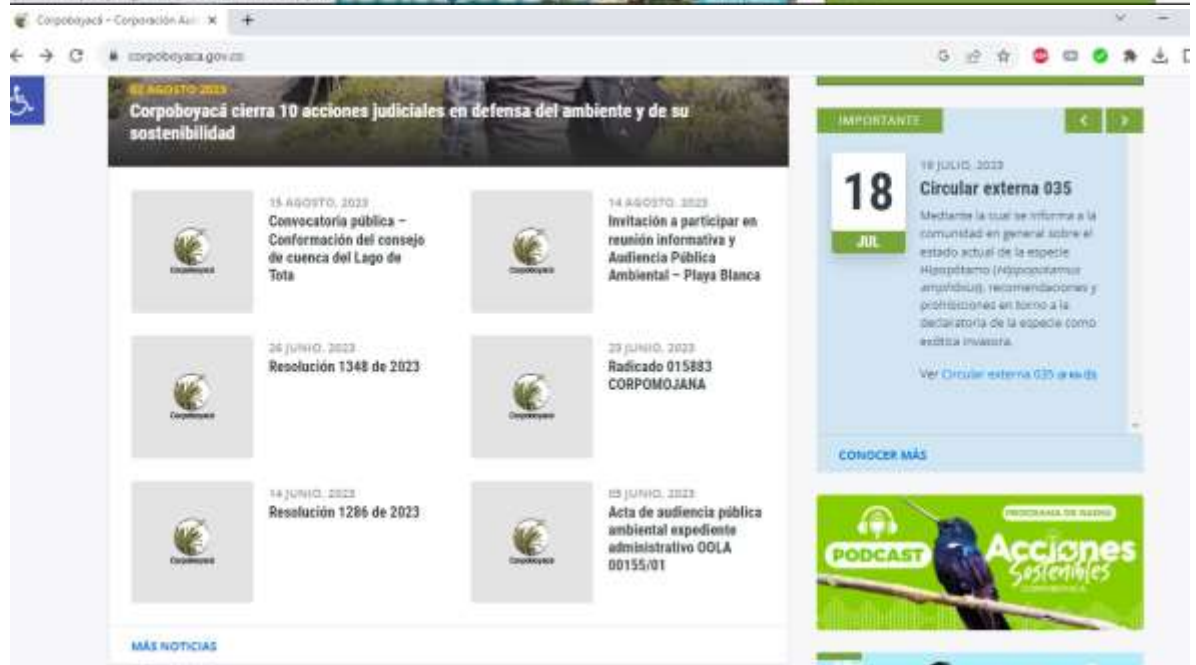 Corpoboyacá – Corporación Au
corpoboyaca.gov.co
02 AGOSTO 2023
Corpoboyacá cierra 10 acciones judiciales en defensa del ambiente y de su
sostenibilidad
15 AGOSTO, 2023
Convocatoria pública –
Conformación del consejo
de cuenca del Lago de
Tota
Corpoboyacá
14 AGOSTO, 2023
Invitación a participar en
reunión informativa y
Audiencia Pública
Ambiental – Playa Blanca
Corpoboyacá
26 JUNIO, 2023
Resolución 1348 de 2023
Corpoboyacá
23 JUNIO, 2023
Radicado 015883
CORPOMOJANA
Corpoboyacá
14 JUNIO, 2023
Resolución 1286 de 2023
Corpoboyacá
JUNIO, 2023
Acta de audiencia pública
ambiental expediente
administrativo OOLA
00155/01
Corpoboyacá
MÁS NOTICIAS
IMPORTANTE
18
JUL
18 JULIO, 2023
Circular externa 035
Mediante la cual se informa a la
comunidad en general sobre el
estado actual de la especie
Hipopótamo (Hippopotamus
amphibius), recomendaciones y
prohibiciones en torno a la
declaratoria de la especie como
exótica invasora.
Ver Circular externa 035
CONOCER MÁS
PROGRAMA DE RADIO
PODCAST
Acciones
Sostenibles